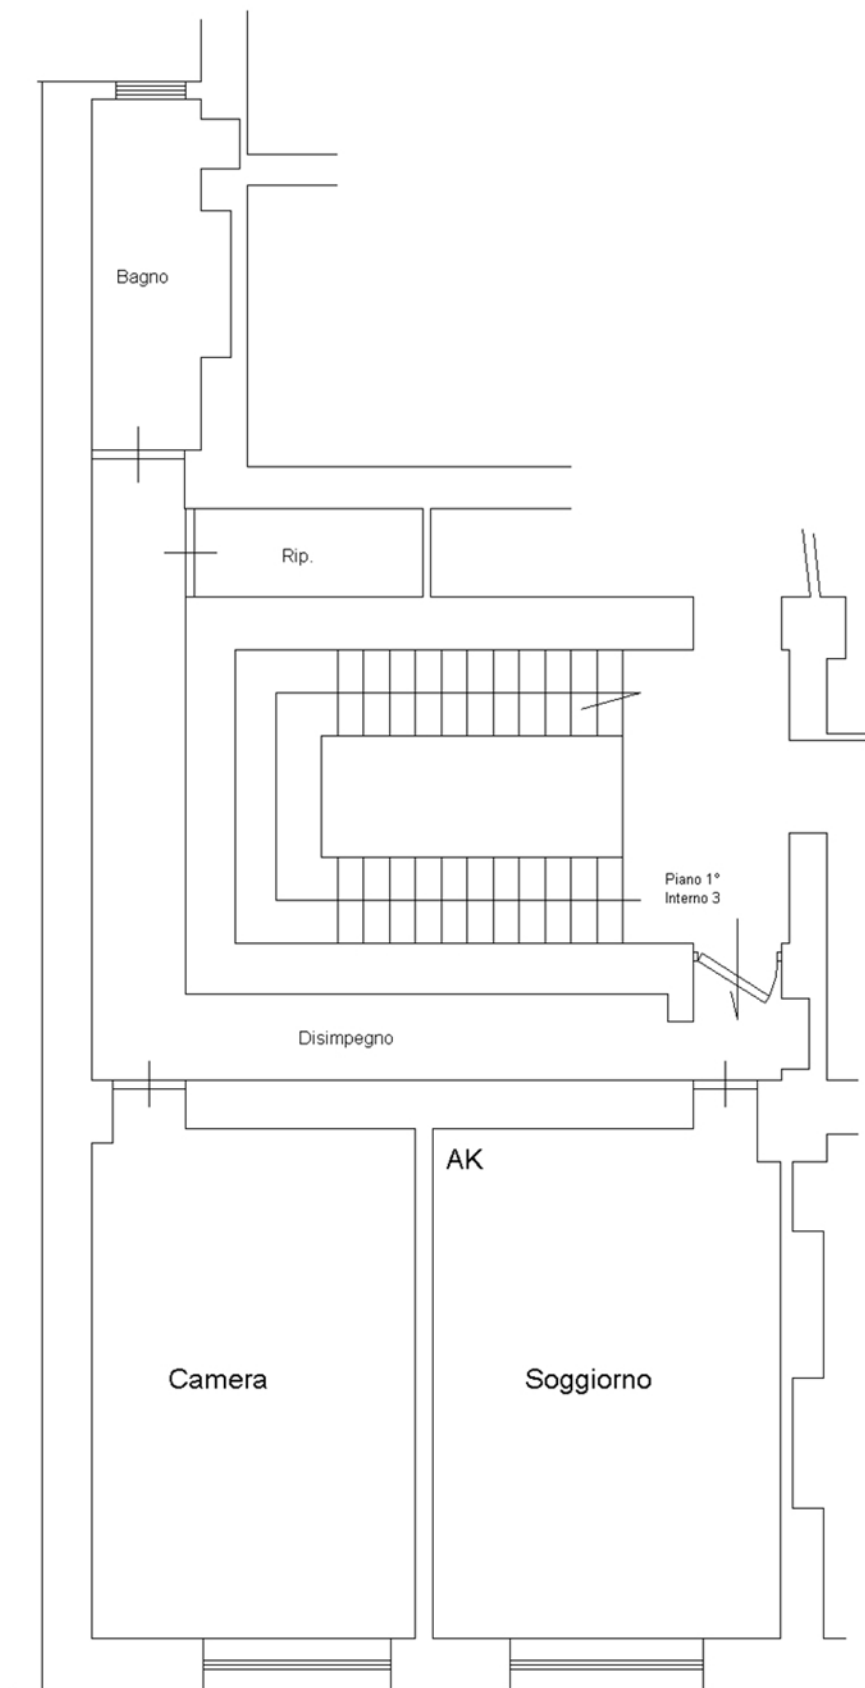 Bagno
Rip.
Piano 1°
Interno 3
Disimpegno
AK
Camera
Soggiorno